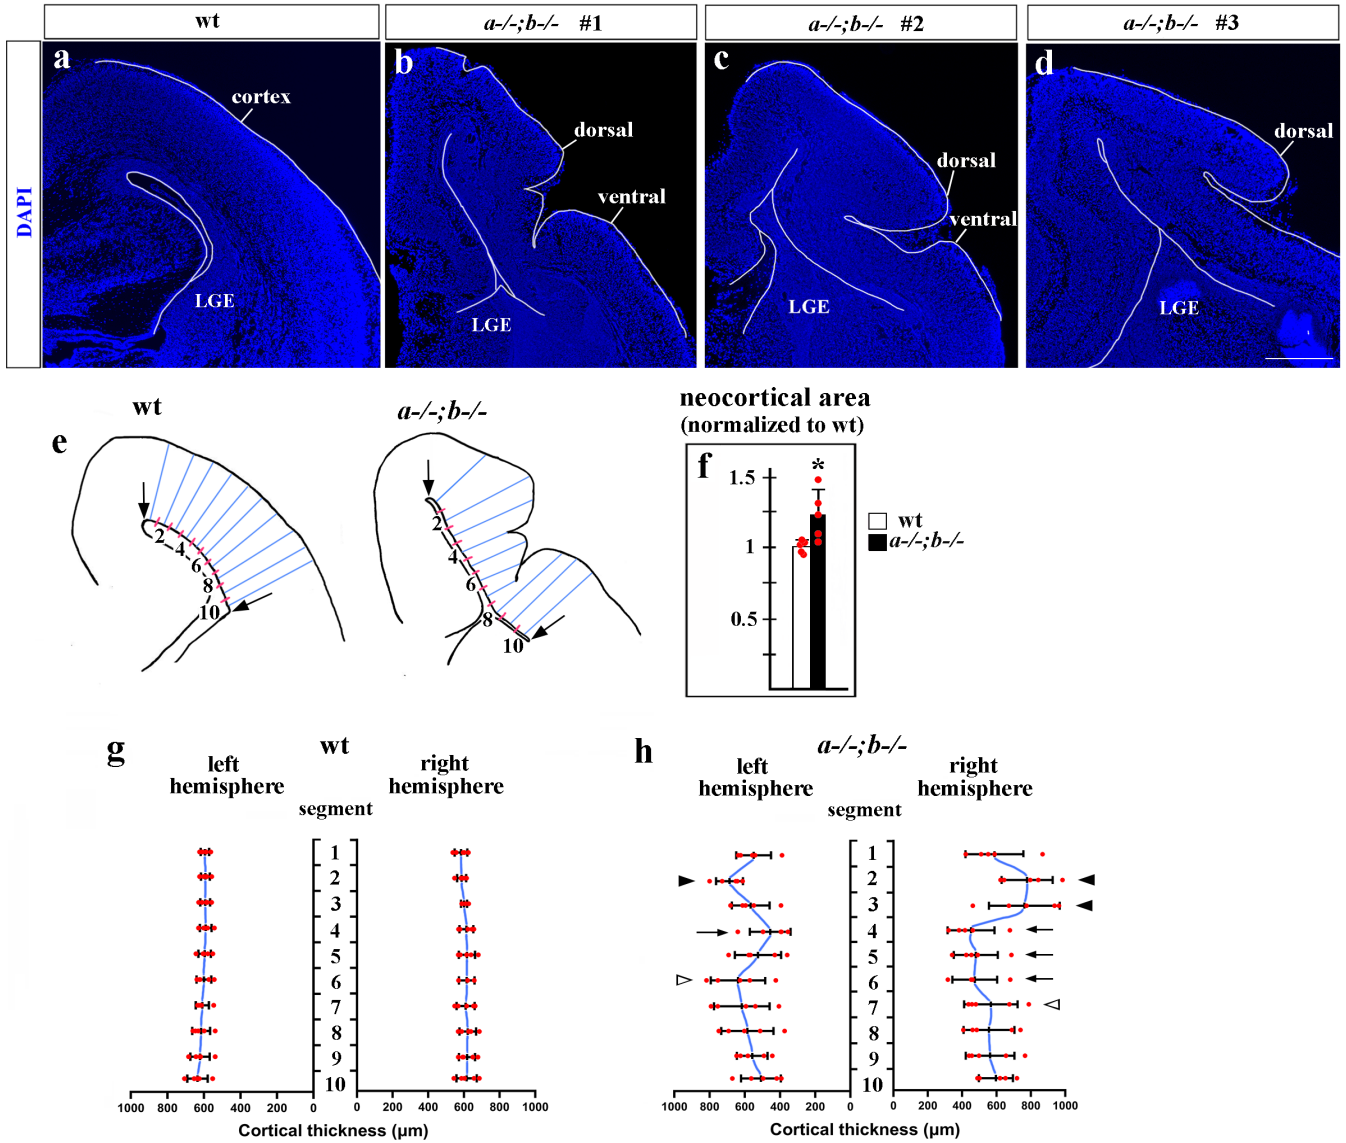 wt
a-/-;b-/- #1
a-/-;b-/- #2
a-/-;b-/- #3
DAPI
a
cortex
LGE
b
dorsal
ventral
LGE
c
dorsal
ventral
LGE
d
dorsal
LGE
e
wt
2
4
6
8
10
a-/-;b-/-
2
4
6
8
10
neocortical area
(normalized to wt)
f
1.5
1
0.5
*
wt
a-/-;b-/-
g
wt
left
hemisphere
right
hemisphere
segment
1
2
3
4
5
6
7
8
9
10
1000 800 600 400 200 0
0 200 400 600 800 1000
Cortical thickness (µm)
h
a-/-;b-/-
left
hemisphere
right
hemisphere
segment
1
2
3
4
5
6
7
8
9
10
1000 800 600 400 200 0
0 200 400 600 800 1000
Cortical thickness (µm)